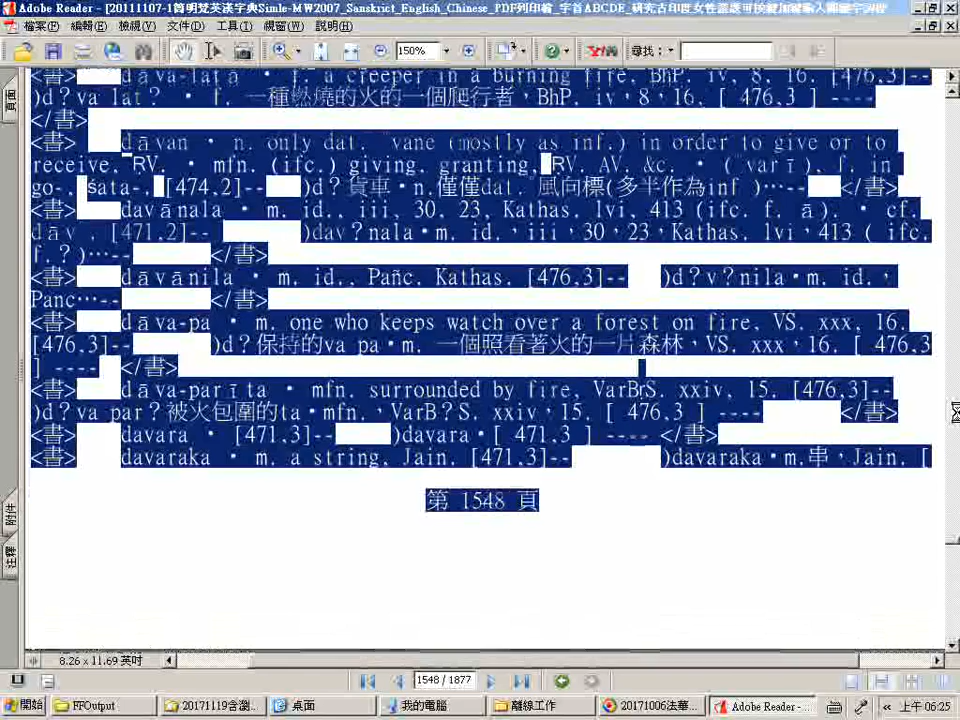 Adobe Reader - [20111107-1簡明梵英漢字典Simle-MW2007_Sanskrict_English_Chinese_PDF列印檔_字首ABCDE_研究古印度女性
檔案(F) 編輯(E) 檢視(V) 文件(D) 工具(T) 視窗(W) 說明(H)
150% 尋找：
頁面
<書> dāva-latā • f. a creeper in a burning fire, BhP. iv, 8, 16. [476,3]--
)d?va lat? • f. 一種燃燒的火的一個爬行者，BhP. iv，8，16. [ 476,3 ] ----
</書>
<書> dāvan • n. only dat. °vane (mostly as inf.) in order to give or to
receive, RV. • mfn. (ifc.) giving, granting, RV. AV. &c. • (°varī), f. in
go-, śata-, [474,2]-- )d？貨車•n.僅僅dat. 風向標(多半作為inf )…-- </書>
<書> davānala • m. id., iii, 30, 23, Kathas. lvi, 413 (ifc. f. ā). • cf.
dāv . [471,2]-- )dav?nala•m. id.，iii，30，23，Kathas. lvi，413 ( ifc.
f.？)…-- </書>
<書> dāvānila • m. id., Pañc. Kathas. [476,3]-- )d?v?nila•m. id.，
Panc…-- </書>
<書> dāva-pa • m. one who keeps watch over a forest on fire, VS. xxx, 16.
[476,3]-- )d？保持的va pa•m. 一個照看著火的一片森林，VS. xxx，16. [ 476,3
] ---- </書>
<書> dāva-parīta • mfn. surrounded by fire, VarBrS. xxiv, 15. [476,3]--
)d?va par？被火包圍的ta•mfn.，VarB？S. xxiv，15. [ 476,3 ] ---- </書>
<書> davara • [471,3]-- )davara•[ 471,3 ] ---- </書>
<書> davaraka • m. a string, Jain. [471,3]-- )davaraka•m.串，Jain. [
第 1548 頁
附件
注釋
8.26 x 11.69 英吋
1548 / 1877
開始 FFOutput 20171119含瀏... 桌面 我的電腦 離線工作 20171006法華... Adobe Reader - [... 上午 06:25